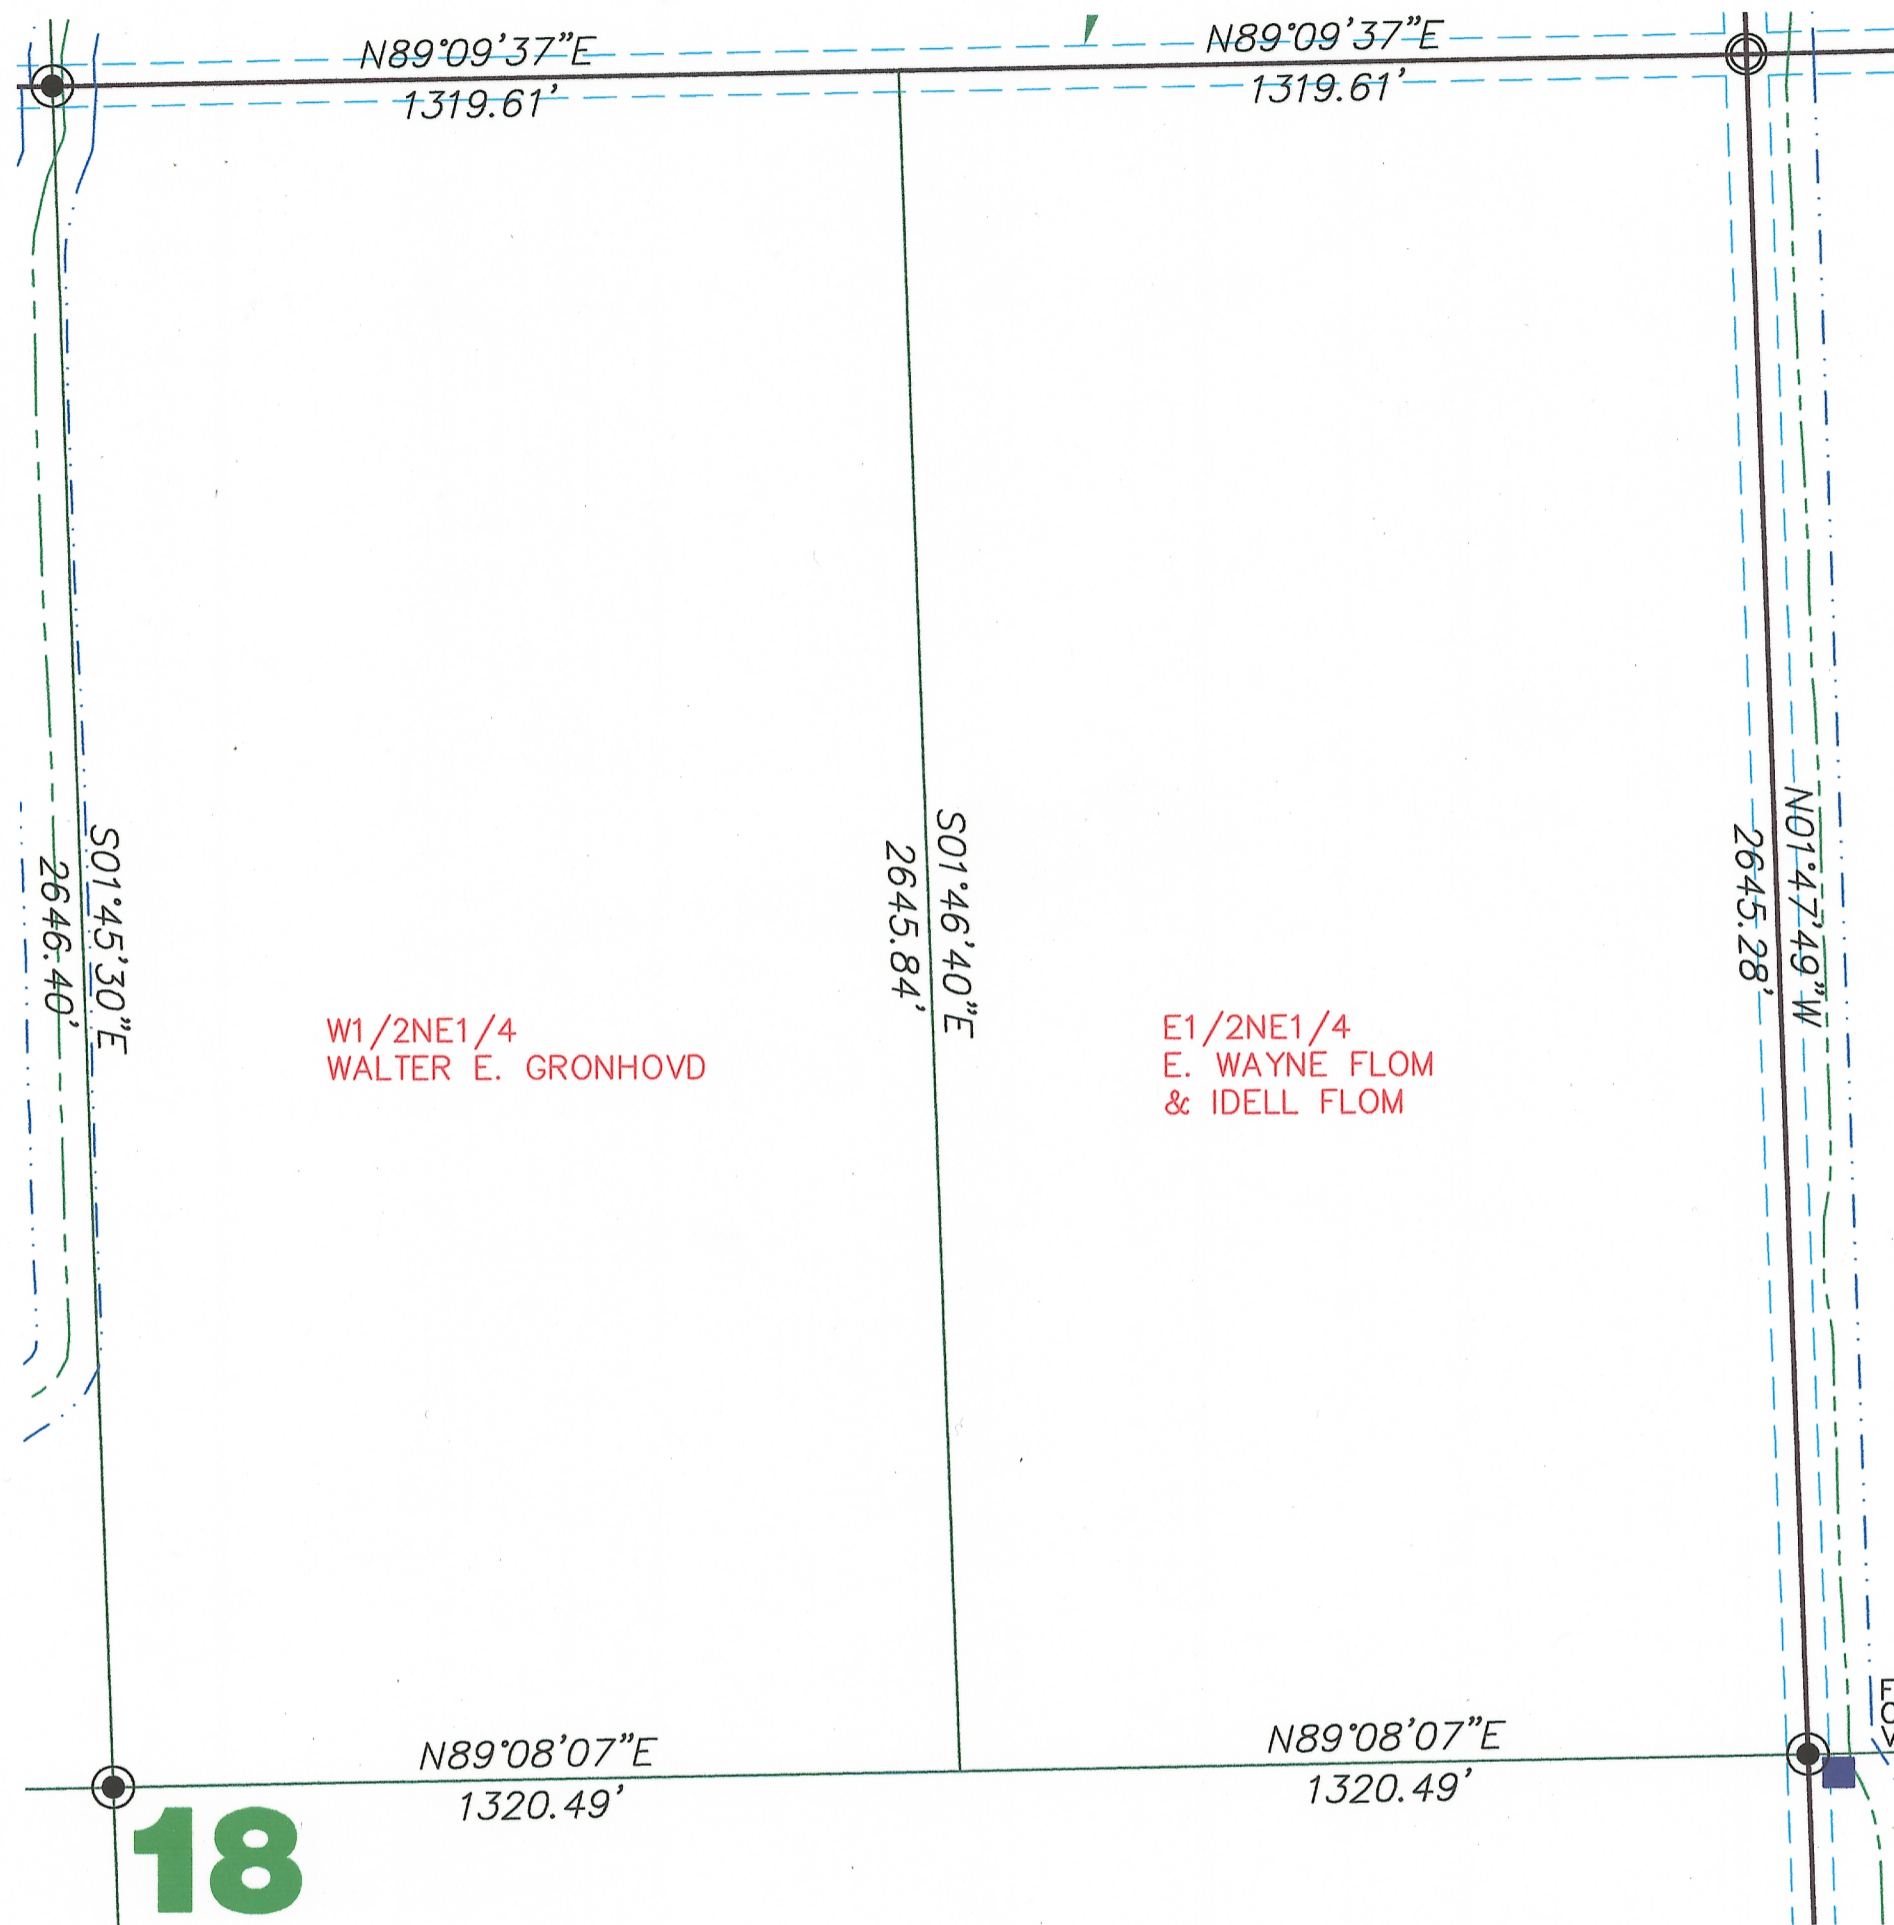 N89°09'37"E
1319.61'
N89°09'37"E
1319.61'
S01°45'30"E
2646.40'
S01°46'40"E
2645.84'
N01°47'49"W
2645.28'
W1/2NE1/4
WALTER E. GRONHOVD
E1/2NE1/4
E. WAYNE FLOM
& IDELL FLOM
N89°08'07"E
1320.49'
N89°08'07"E
1320.49'
18